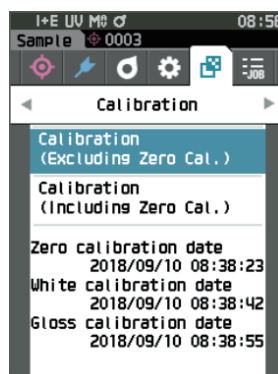 I+E UV M8 ♂ 08:58
Sample 0003
JOB
Calibration
Calibration
(Excluding Zero Cal.)
Calibration
(Including Zero Cal.)
Zero calibration date
2018/09/10 08:38:23
White calibration date
2018/09/10 08:38:42
Gloss calibration date
2018/09/10 08:38:55